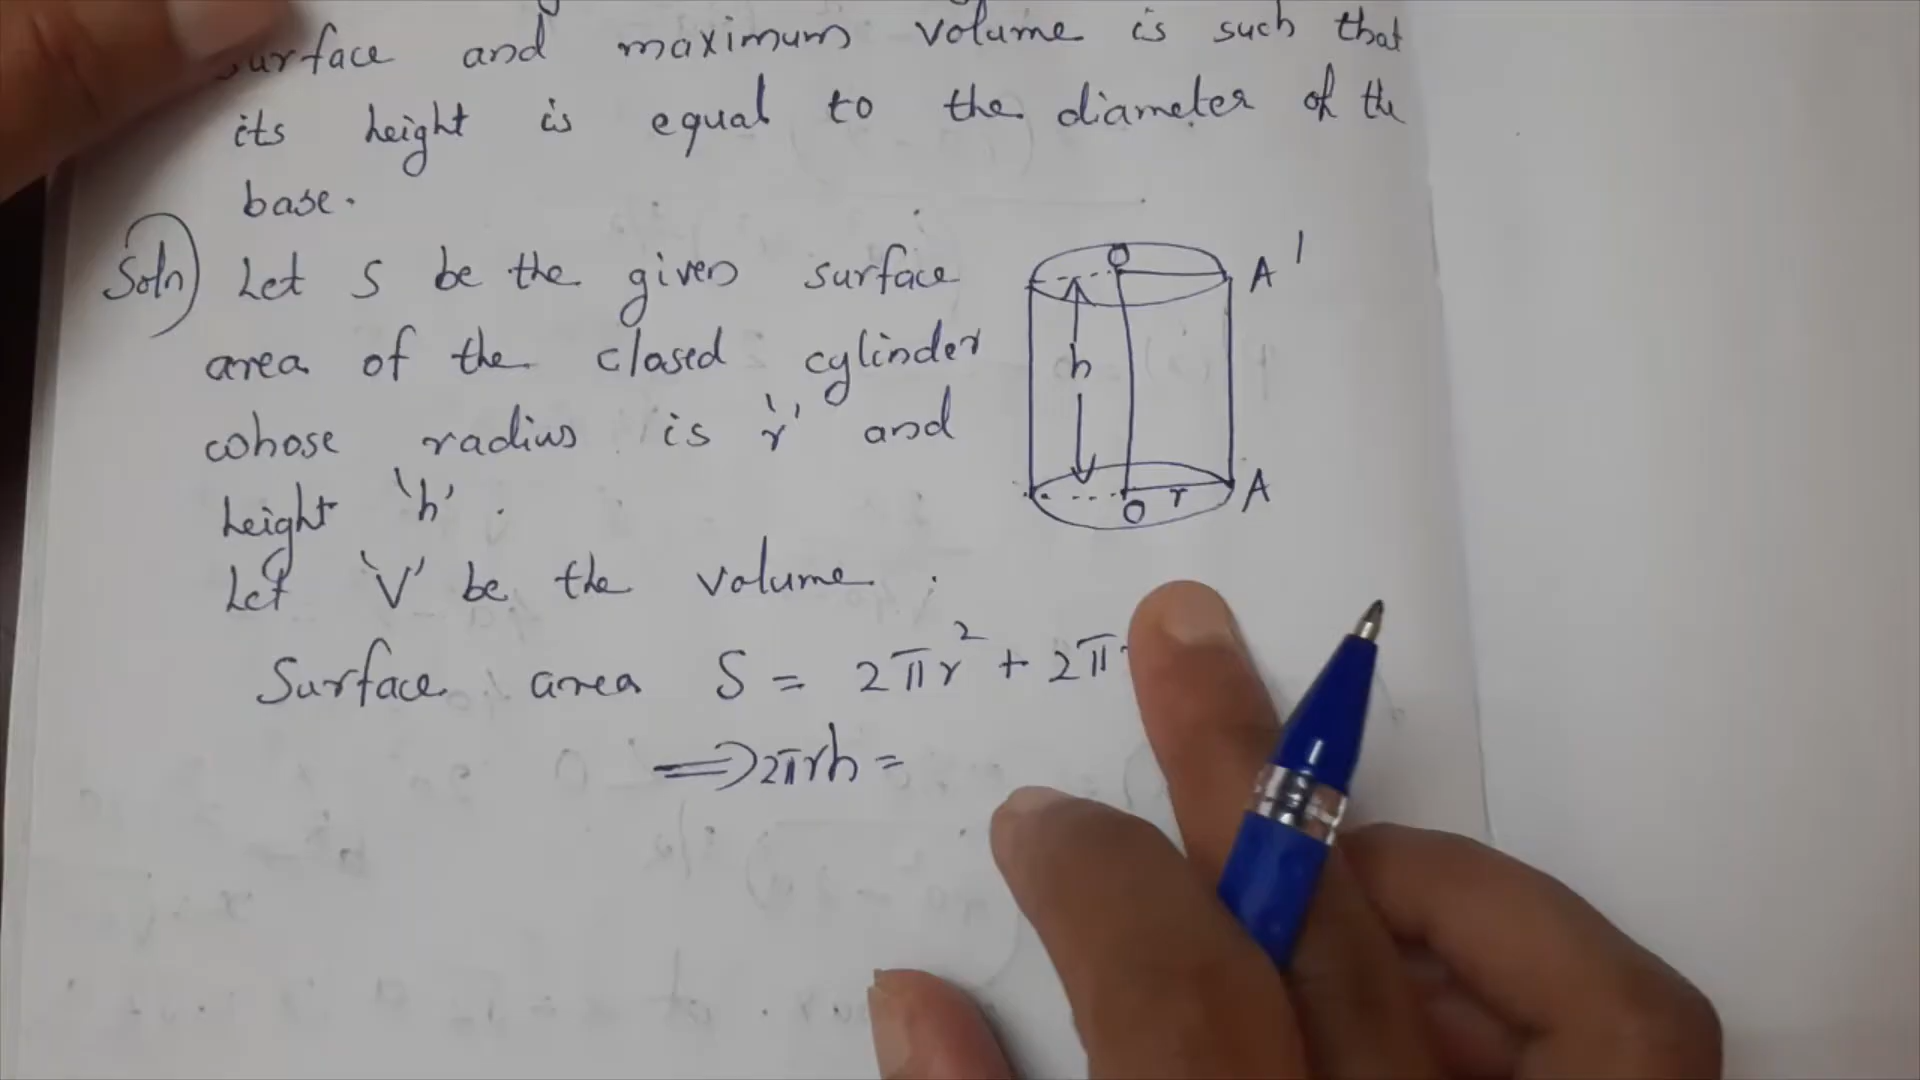 surface and maximum volume is such that
its height is equal to the diameter of the
base.
Soln) Let S be the given surface
area of the closed cylinder
whose radius is 'r' and
height 'h'.
Let 'V' be the volume.
Surface area S = 2πr² + 2π
⟹ 2πrh =
O A'
h
O r A